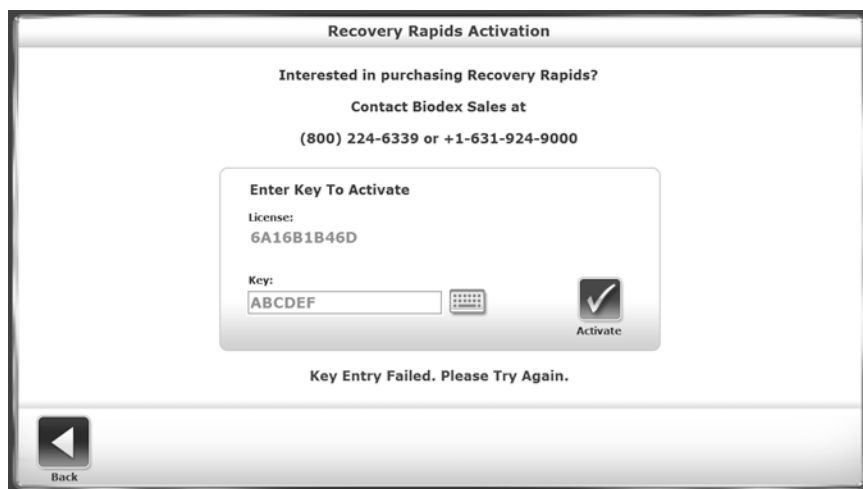 Recovery Rapids Activation
Interested in purchasing Recovery Rapids?
Contact Biodex Sales at
(800) 224-6339 or +1-631-924-9000
Enter Key To Activate
License:
6A16B1B46D
Key:
ABCDEF
Activate
Key Entry Failed. Please Try Again.
Back